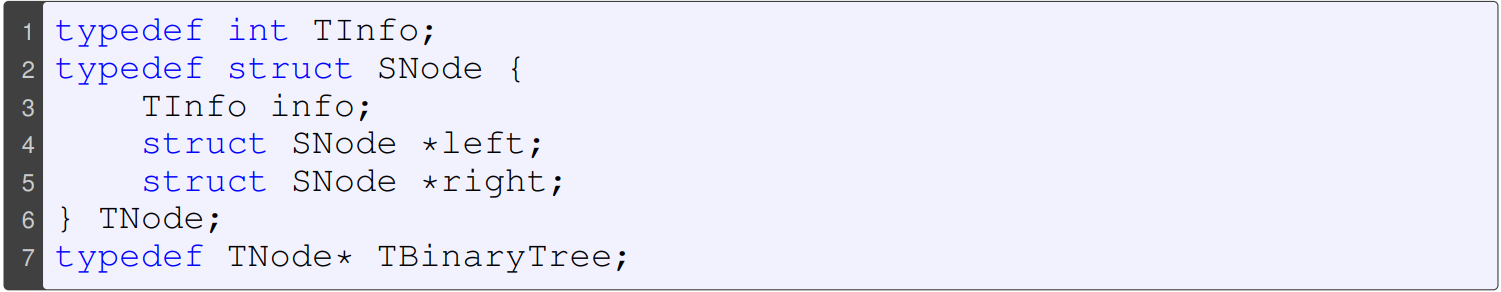 1 typedef int TInfo;
2 typedef struct SNode {
3     TInfo info;
4     struct SNode *left;
5     struct SNode *right;
6 } TNode;
7 typedef TNode* TBinaryTree;